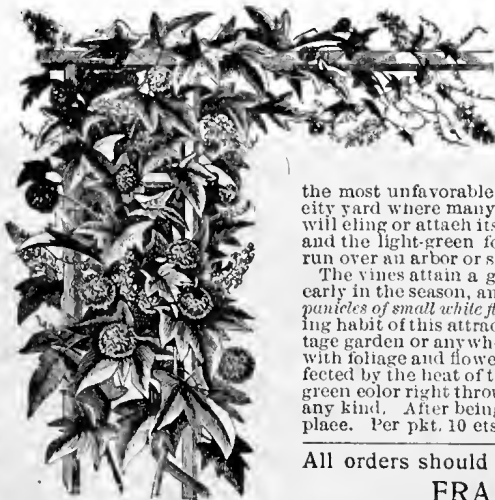 the most unfavorable
city yard where many
will cling or attach its
and the light-green fo
run over an arbor or s
The vines attain a g
early in the season, an
panicles of small white fl
ing habit of this attrac
tage garden or anywh
with foliage and flowe
fected by the heat of t
green color right throu
any kind. After being
place. Per pkt. 10 cts
All orders should
FRA